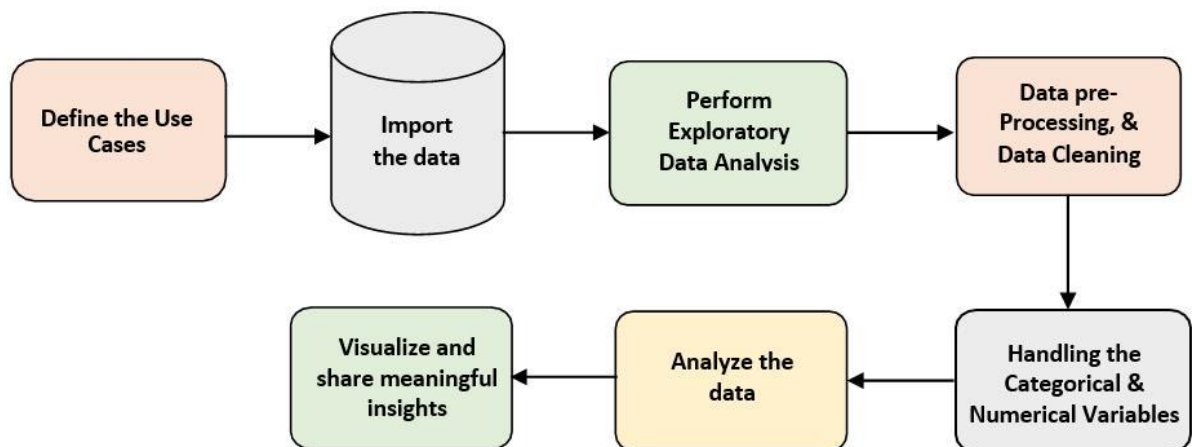 Define the Use
Cases
Import
the data
Perform
Exploratory
Data Analysis
Data pre-
Processing, &
Data Cleaning
Handling the
Categorical &
Numerical Variables
Analyze the
data
Visualize and
share meaningful
insights